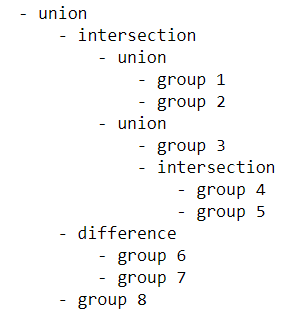 - union
- intersection
- union
- group 1
- group 2
- union
- group 3
- intersection
- group 4
- group 5
- difference
- group 6
- group 7
- group 8